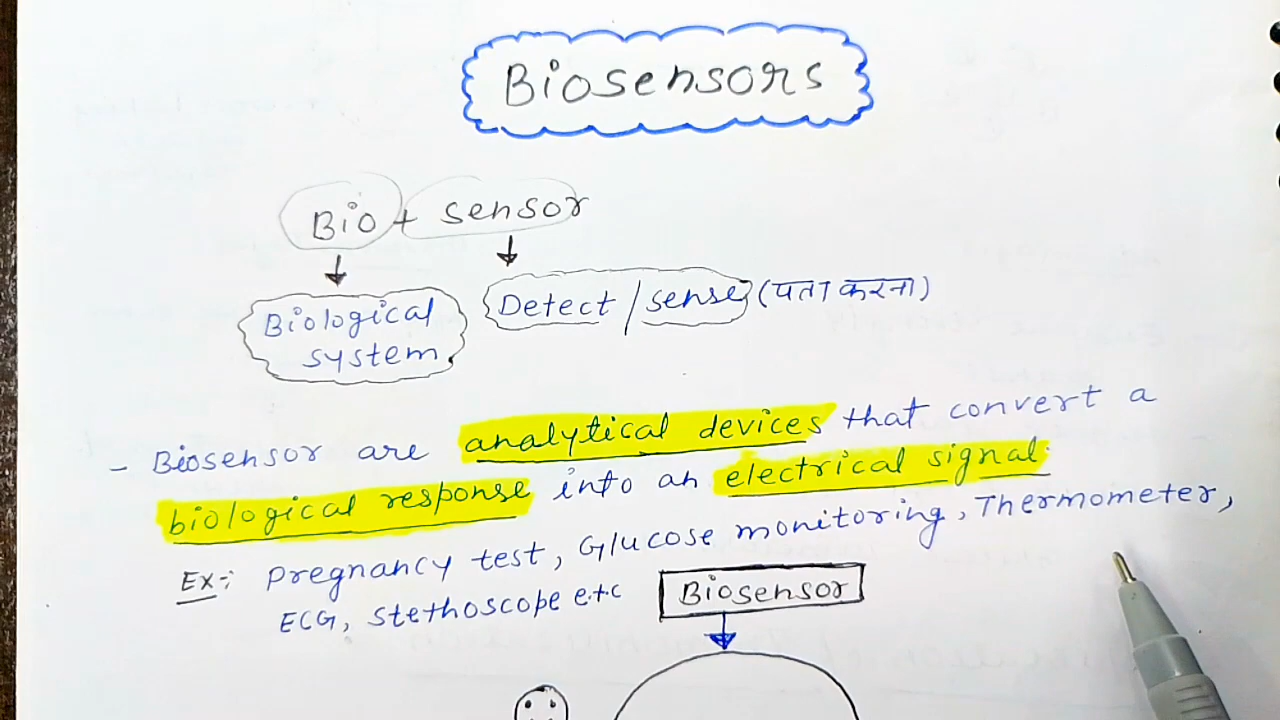 Biosensors
Bio + sensor
Biological system
Detect / sense (पता करना)
- Biosensor are analytical devices that convert a
biological response into an electrical signal.
Ex-: Pregnancy test, Glucose monitoring, Thermometer,
ECG, stethoscope etc
Biosensor